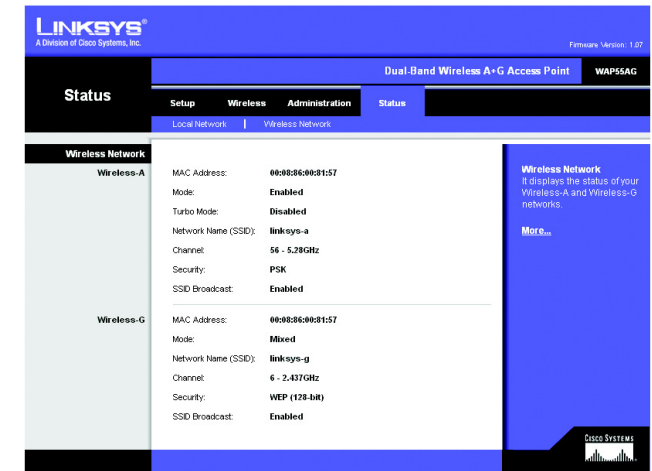 LINKSYS®
A Division of Cisco Systems, Inc.
Firmware Version: 1.07
Dual-Band Wireless A+G Access Point WAP55AG
Status
Setup Wireless Administration Status
Local Network | Wireless Network
Wireless Network
Wireless-A
MAC Address: 00:08:86:00:81:57
Mode: Enabled
Turbo Mode: Disabled
Network Name (SSID): linksys-a
Channel: 56 - 5.28GHz
Security: PSK
SSID Broadcast: Enabled
Wireless-G
MAC Address: 00:08:86:00:81:57
Mode: Mixed
Network Name (SSID): linksys-g
Channel: 6 - 2.437GHz
Security: WEP (128-bit)
SSID Broadcast: Enabled
Wireless Network
It displays the status of your
Wireless-A and Wireless-G
networks.
More...
CISCO SYSTEMS